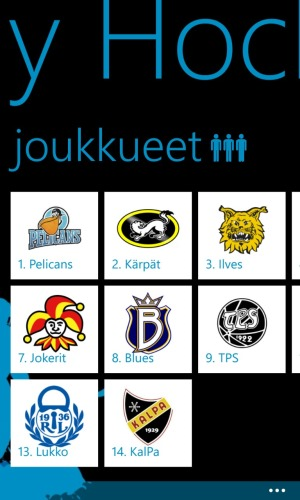 y Hoc
joukkueet
PELICANS
1. Pelicans
2. Kärpät
3. Ilves
7. Jokerit
B
8. Blues
TPS
1922
9. TPS
19 36
RL
13. Lukko
KALPA
1929
14. KalPa